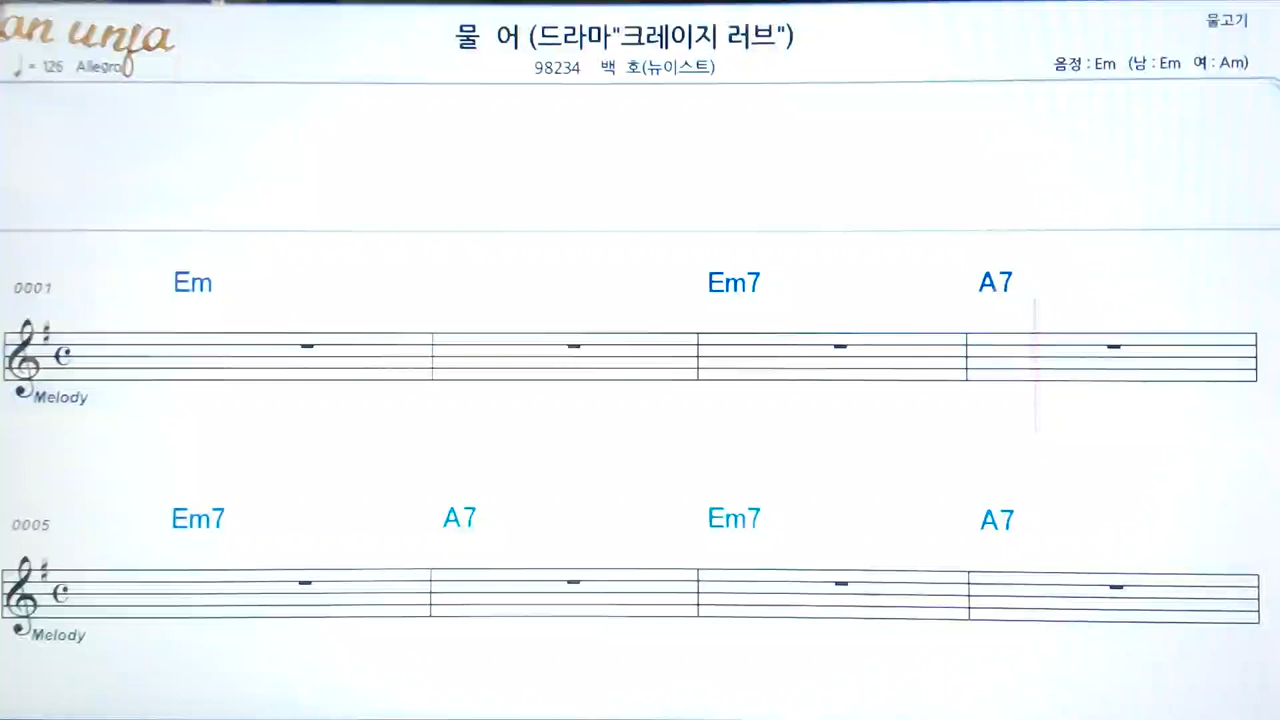 an unja
물 어 (드라마"크레이지 러브")
물고기
♩ = 126 Allegro
98234 백 호(뉴이스트)
음정 : Em (남 : Em 여 : Am)
0001 Em Em7 A7
Melody
0005 Em7 A7 Em7 A7
Melody